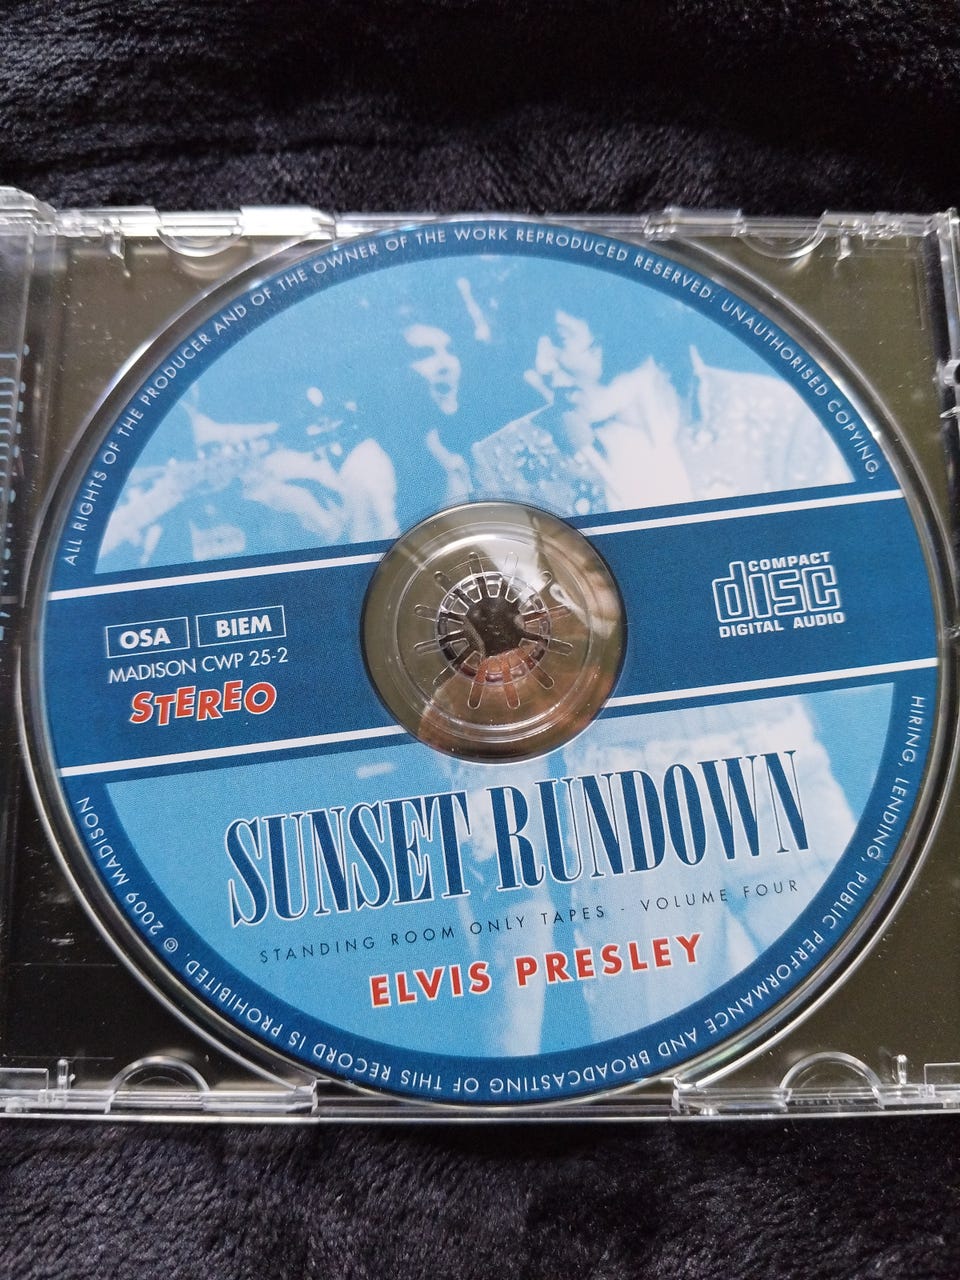 ALL RIGHTS OF THE PRODUCER AND OF THE OWNER OF THE WORK REPRODUCED RESERVED: UNAUTHORISED COPYING,
HIRING, LENDING, PUBLIC PERFORMANCE AND BROADCASTING OF THIS RECORD IS PROHIBITED. © 2009 MADISON
OSA BIEM
MADISON CWP 25-2
STEREO
COMPACT
disc
DIGITAL AUDIO
SUNSET RUNDOWN
STANDING ROOM ONLY TAPES - VOLUME FOUR
ELVIS PRESLEY